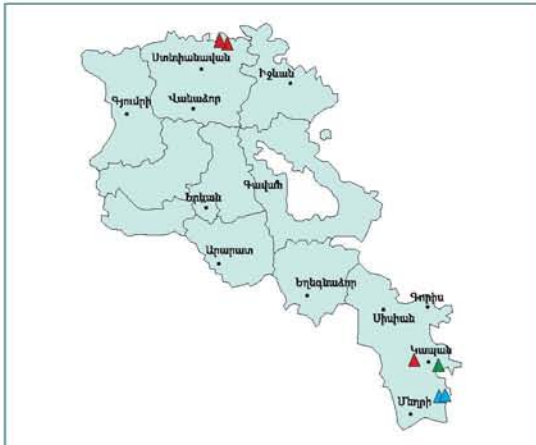 Ստեփանավան
Իջևան
Գյումրի
Վանաձոր
Գավառ
Երևան
Արարատ
Եղեգնաձոր
Գորիս
Սիսիան
Կապան
Մեղրի